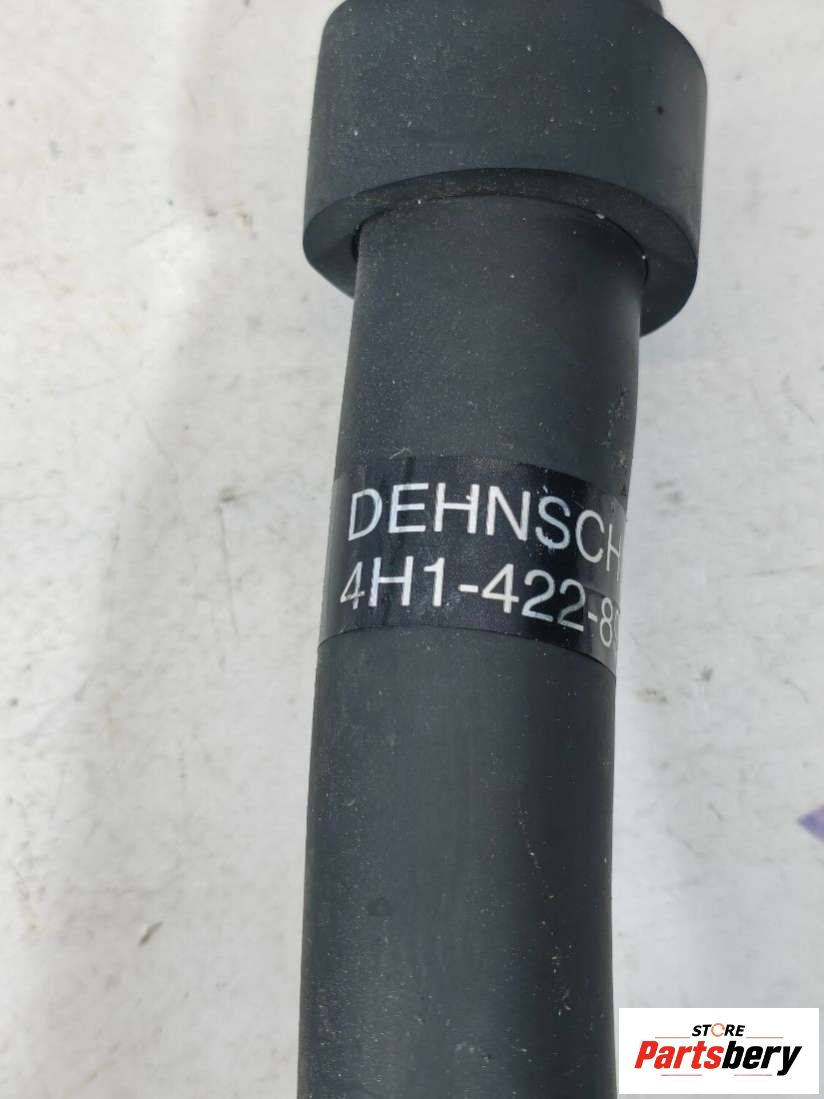 DEHNSCH
4H1-422-8
STORE
Partsbery